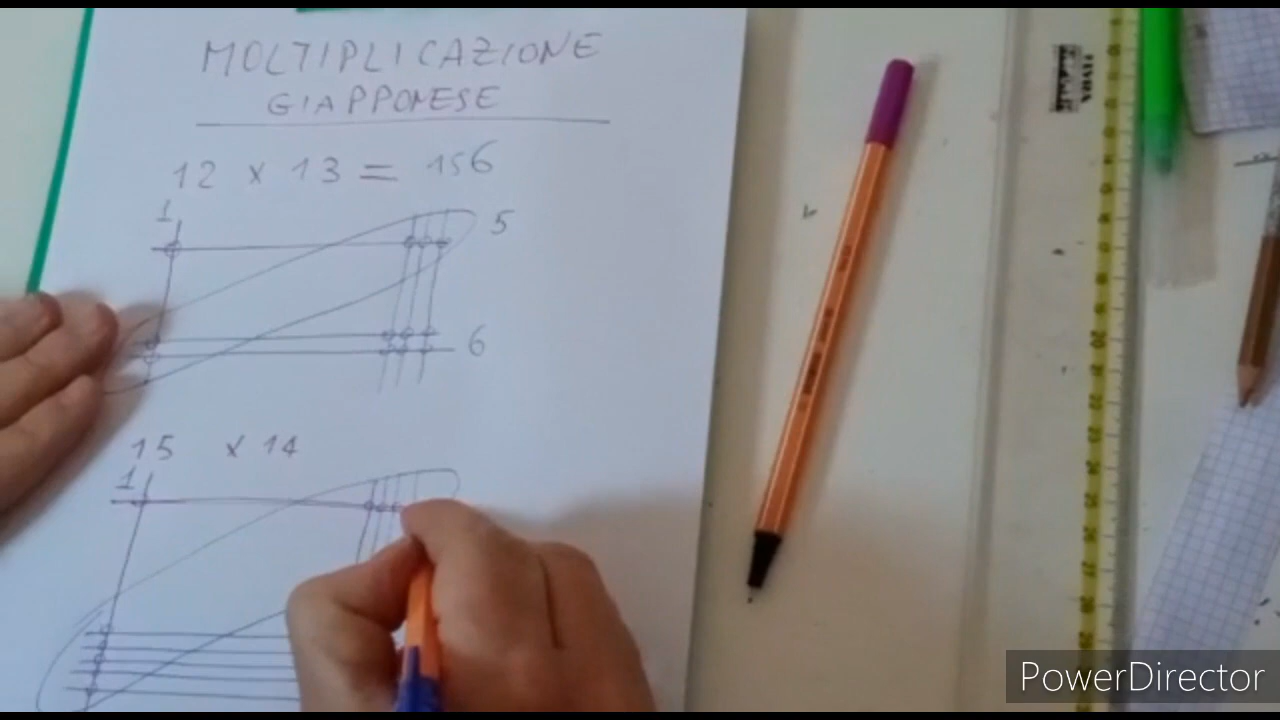 MOLTIPLICAZIONE
GIAPPONESE
12 x 13 = 156
1
5
6
15 x 14
1
PowerDirector